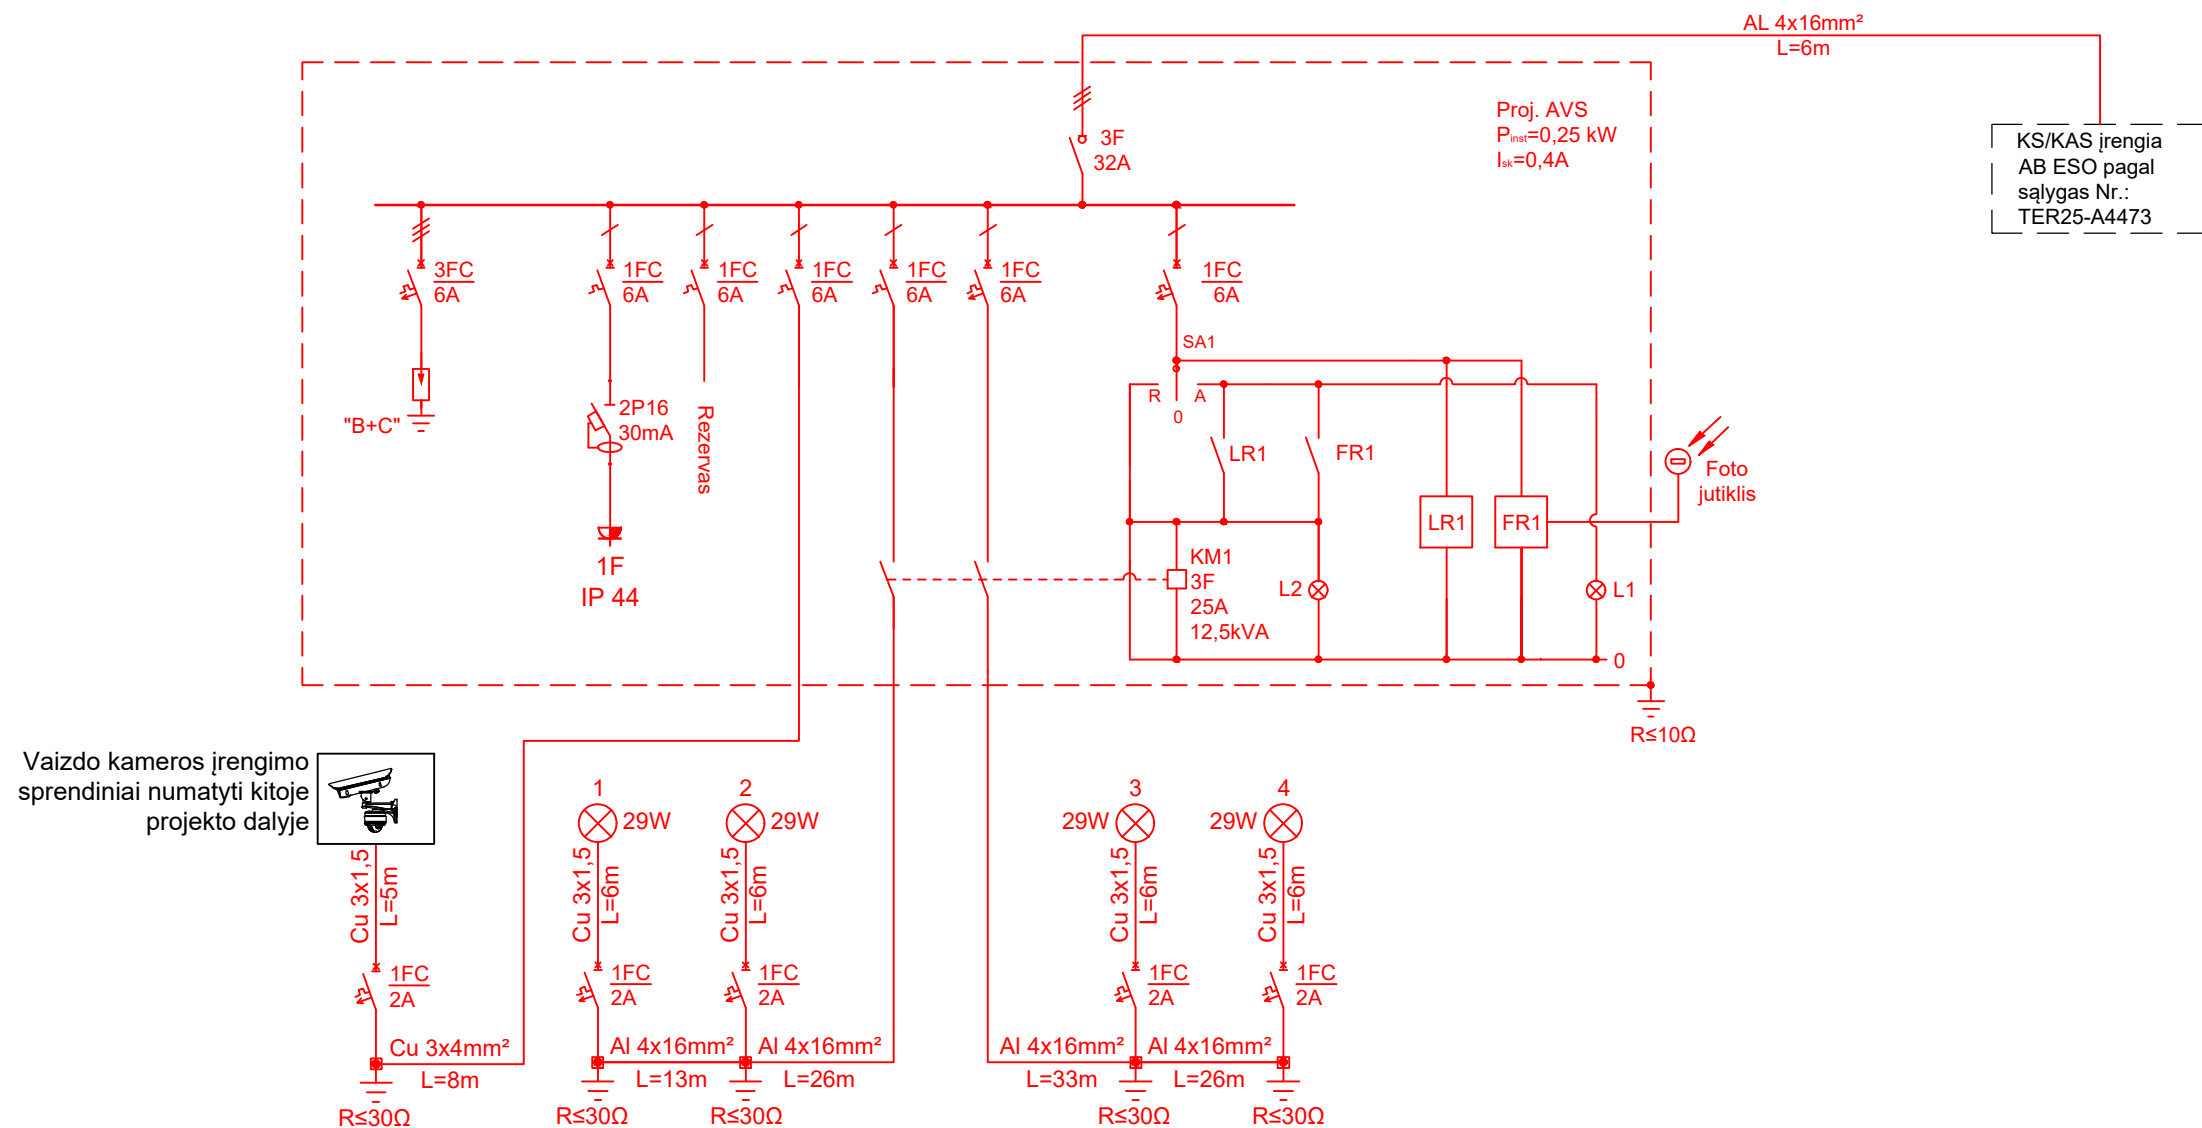 AL 4x16mm²
L=6m
Proj. AVS
Pinst=0,25 kW
Isk=0,4A
KS/KAS įrengia
AB ESO pagal
sąlygas Nr.:
TER25-A4473
3F
32A
3FC
6A
1FC
6A
1FC
6A
1FC
6A
1FC
6A
1FC
6A
1FC
6A
"B+C"
2P16
30mA
1F
IP 44
Rezervas
SA1
R
A
0
LR1
FR1
LR1
FR1
Foto
jutiklis
KM1
3F
25A
12,5kVA
L2
L1
0
R≤10Ω
Vaizdo kameros įrengimo
sprendiniai numatyti kitoje
projekto dalyje
1
29W
2
29W
3
29W
4
29W
Cu 3x1,5
L=5m
Cu 3x1,5
L=6m
Cu 3x1,5
L=6m
Cu 3x1,5
L=6m
Cu 3x1,5
L=6m
1FC
2A
1FC
2A
1FC
2A
1FC
2A
1FC
2A
Cu 3x4mm²
L=8m
Al 4x16mm²
L=13m
Al 4x16mm²
L=26m
Al 4x16mm²
L=33m
Al 4x16mm²
L=26m
R≤30Ω
R≤30Ω
R≤30Ω
R≤30Ω
R≤30Ω